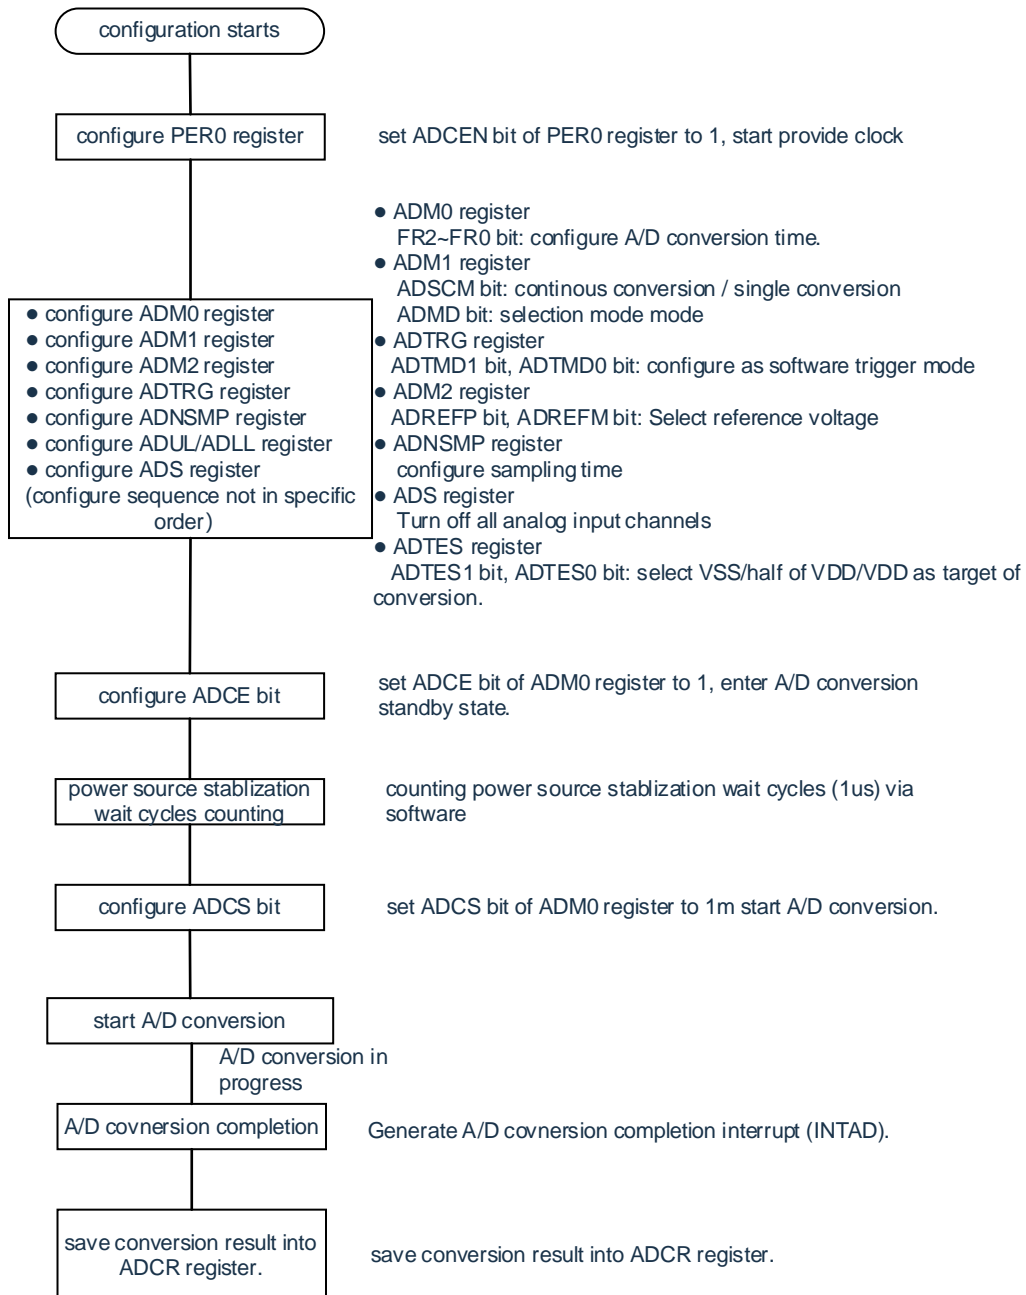 configuration starts
configure PER0 register
set ADCEN bit of PER0 register to 1, start provide clock
● configure ADM0 register
● configure ADM1 register
● configure ADM2 register
● configure ADTRG register
● configure ADNSMP register
● configure ADUL/ADLL register
● configure ADS register
(configure sequence not in specific
order)
● ADM0 register
FR2~FR0 bit: configure A/D conversion time.
● ADM1 register
ADSCM bit: continous conversion / single conversion
ADMD bit: selection mode mode
● ADTRG register
ADTMD1 bit, ADTMD0 bit: configure as software trigger mode
● ADM2 register
ADREFP bit, ADREFM bit: Select reference voltage
● ADNSMP register
configure sampling time
● ADS register
Turn off all analog input channels
● ADTES register
ADTES1 bit, ADTES0 bit: select VSS/half of VDD/VDD as target of
conversion.
configure ADCE bit
set ADCE bit of ADM0 register to 1, enter A/D conversion
standby state.
power source stablization
wait cycles counting
counting power source stablization wait cycles (1us) via
software
configure ADCS bit
set ADCS bit of ADM0 register to 1m start A/D conversion.
start A/D conversion
A/D conversion in
progress
A/D covnersion completion
Generate A/D covnersion completion interrupt (INTAD).
save conversion result into
ADCR register.
save conversion result into ADCR register.